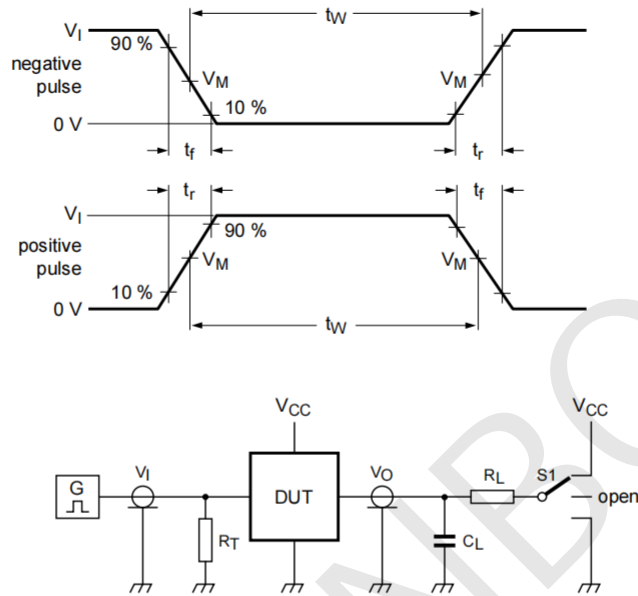 tW
VI
90 %
negative
pulse
VM
VM
10 %
0 V
tf
tr
tr
tf
VI
90 %
positive
pulse
VM
VM
10 %
0 V
tW
VCC
VCC
G
VI
DUT
VO
RL
S1
open
RT
CL